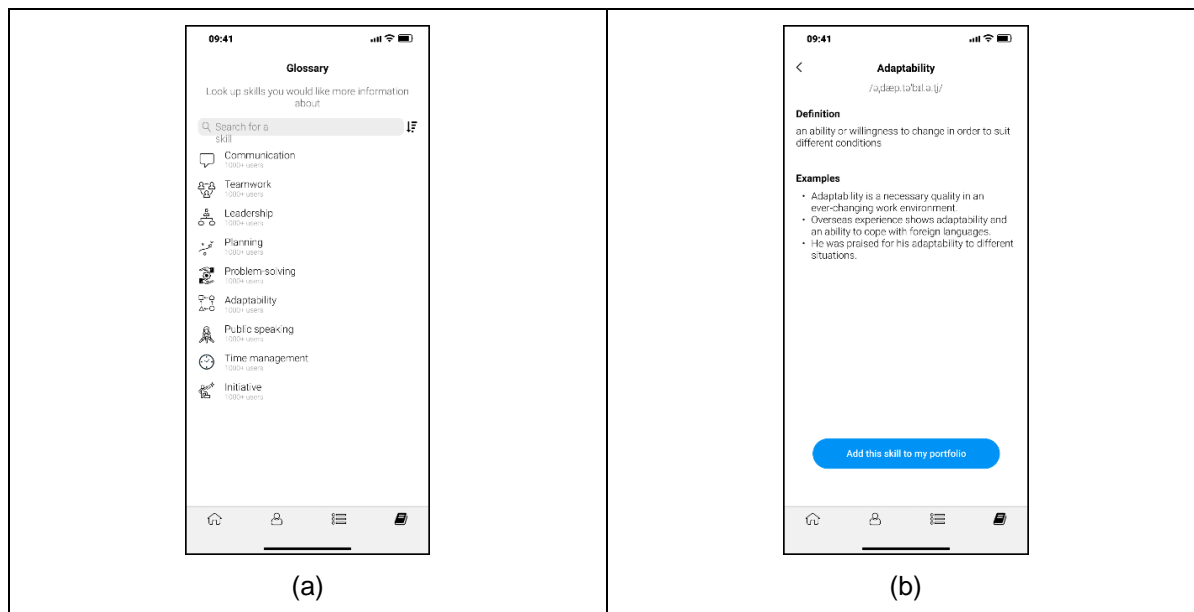 09:41
Glossary
Look up skills you would like more information
about
Search for a
skill
Communication
1000+ users
Teamwork
1000+ users
Leadership
1000+ users
Planning
1000+ users
Problem-solving
1000+ users
Adaptability
1000+ users
Public speaking
1000+ users
Time management
1000+ users
Initiative
1000+ users
(a)
09:41
Adaptability
/əˌdæp.təˈbɪl.ə.t̬i/
Definition
an ability or willingness to change in order to suit
different conditions
Examples
• Adaptability is a necessary quality in an
ever-changing work environment.
• Overseas experience shows adaptability and
an ability to cope with foreign languages.
• He was praised for his adaptability to different
situations.
Add this skill to my portfolio
(b)